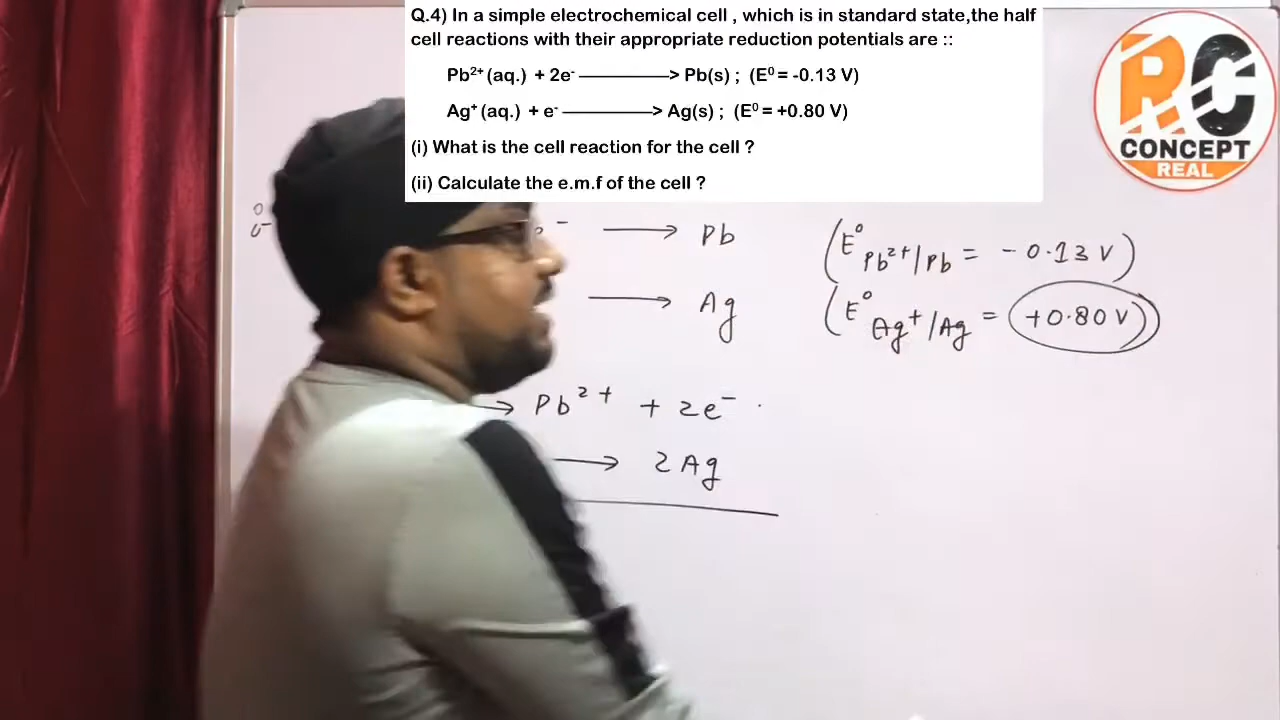 Q.4) In a simple electrochemical cell , which is in standard state,the half
cell reactions with their appropriate reduction potentials are ::
Pb²⁺ (aq.) + 2e⁻ ————> Pb(s) ; (E⁰ = -0.13 V)
Ag⁺ (aq.) + e⁻ ————> Ag(s) ; (E⁰ = +0.80 V)
(i) What is the cell reaction for the cell ?
(ii) Calculate the e.m.f of the cell ?
RC
CONCEPT
REAL
⁻ → Pb (E⁰ Pb²⁺/Pb = - 0.13 V)
→ Ag (E⁰ Ag⁺/Ag = +0.80 V)
→ Pb²⁺ + 2e⁻
→ 2Ag